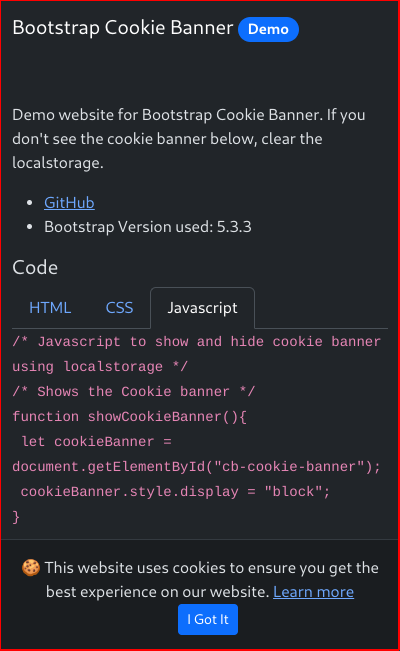 Bootstrap Cookie Banner Demo
Demo website for Bootstrap Cookie Banner. If you
don't see the cookie banner below, clear the
localstorage.
GitHub
Bootstrap Version used: 5.3.3
Code
HTML CSS Javascript
/* Javascript to show and hide cookie banner
using localstorage */
/* Shows the Cookie banner */
function showCookieBanner(){
let cookieBanner =
document.getElementById("cb-cookie-banner");
cookieBanner.style.display = "block";
}
🍪 This website uses cookies to ensure you get the
best experience on our website. Learn more
I Got It